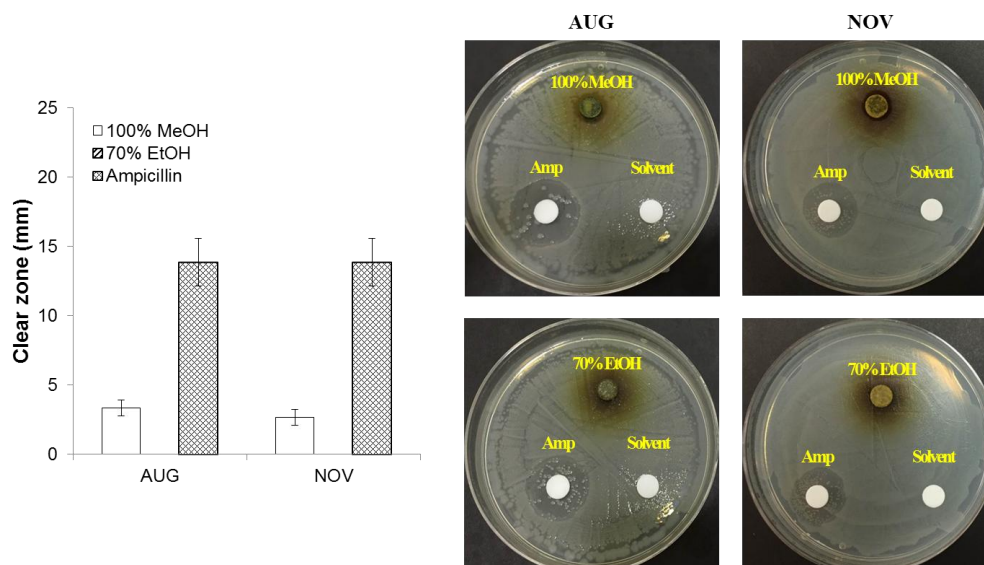 AUG
NOV
25
20
15
10
5
0
Clear zone (mm)
100% MeOH
70% EtOH
Ampicillin
AUG
NOV
100% MeOH
Amp
Solvent
100% MeOH
Amp
Solvent
70% EtOH
Amp
Solvent
70% EtOH
Amp
Solvent